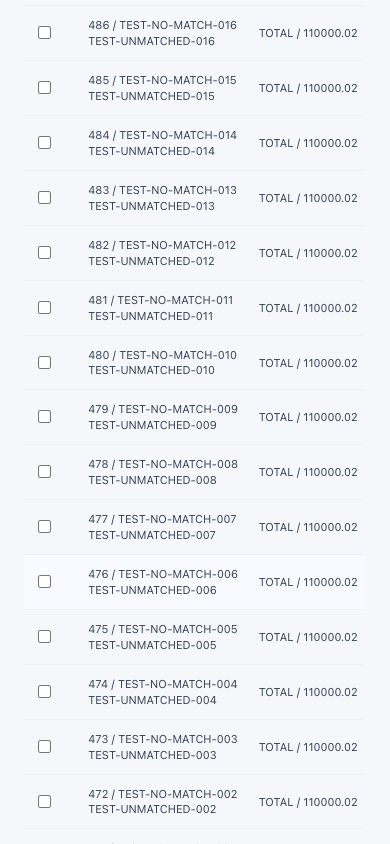 486 / TEST-NO-MATCH-016
TEST-UNMATCHED-016
TOTAL / 110000.02
485 / TEST-NO-MATCH-015
TEST-UNMATCHED-015
TOTAL / 110000.02
484 / TEST-NO-MATCH-014
TEST-UNMATCHED-014
TOTAL / 110000.02
483 / TEST-NO-MATCH-013
TEST-UNMATCHED-013
TOTAL / 110000.02
482 / TEST-NO-MATCH-012
TEST-UNMATCHED-012
TOTAL / 110000.02
481 / TEST-NO-MATCH-011
TEST-UNMATCHED-011
TOTAL / 110000.02
480 / TEST-NO-MATCH-010
TEST-UNMATCHED-010
TOTAL / 110000.02
479 / TEST-NO-MATCH-009
TEST-UNMATCHED-009
TOTAL / 110000.02
478 / TEST-NO-MATCH-008
TEST-UNMATCHED-008
TOTAL / 110000.02
477 / TEST-NO-MATCH-007
TEST-UNMATCHED-007
TOTAL / 110000.02
476 / TEST-NO-MATCH-006
TEST-UNMATCHED-006
TOTAL / 110000.02
475 / TEST-NO-MATCH-005
TEST-UNMATCHED-005
TOTAL / 110000.02
474 / TEST-NO-MATCH-004
TEST-UNMATCHED-004
TOTAL / 110000.02
473 / TEST-NO-MATCH-003
TEST-UNMATCHED-003
TOTAL / 110000.02
472 / TEST-NO-MATCH-002
TEST-UNMATCHED-002
TOTAL / 110000.02